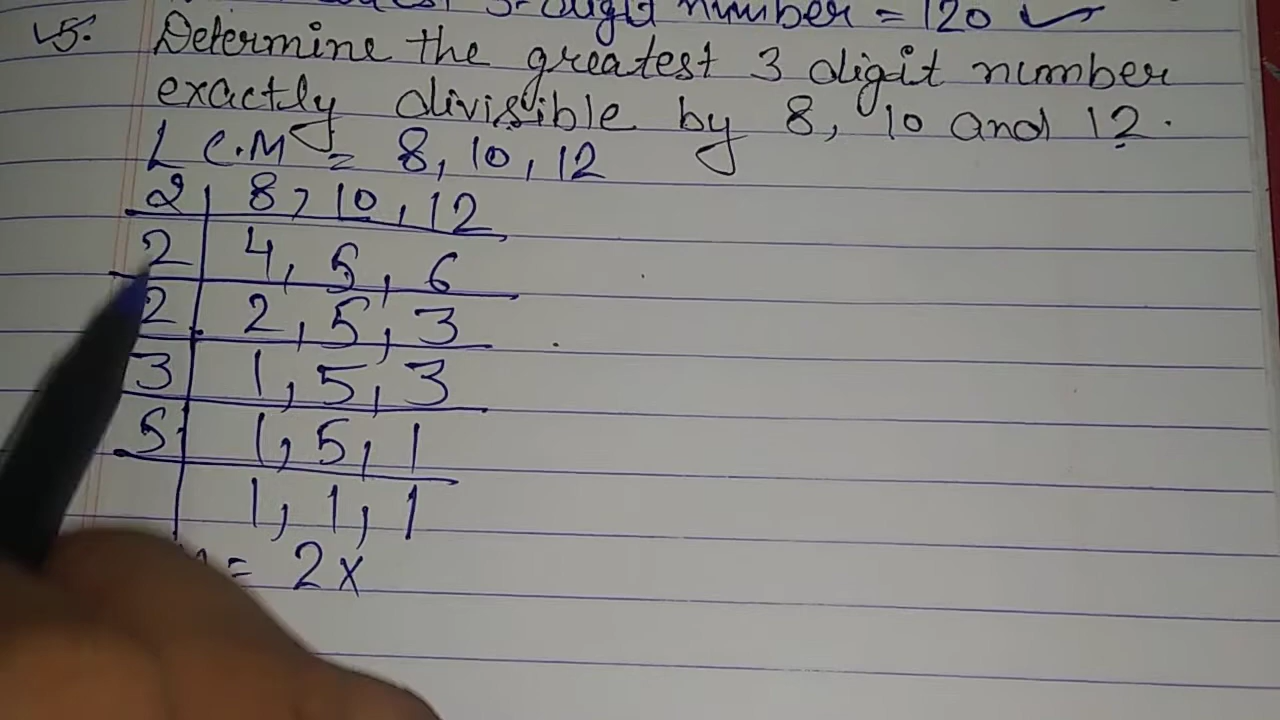 3-digit number = 120 ✓
5. Determine the greatest 3 digit number
exactly divisible by 8, 10 and 12.
L C.M = 8, 10, 12
2 8, 10, 12
2 4, 5, 6
2 2, 5, 3
3 1, 5, 3
5 1, 5, 1
1, 1, 1
= 2 x